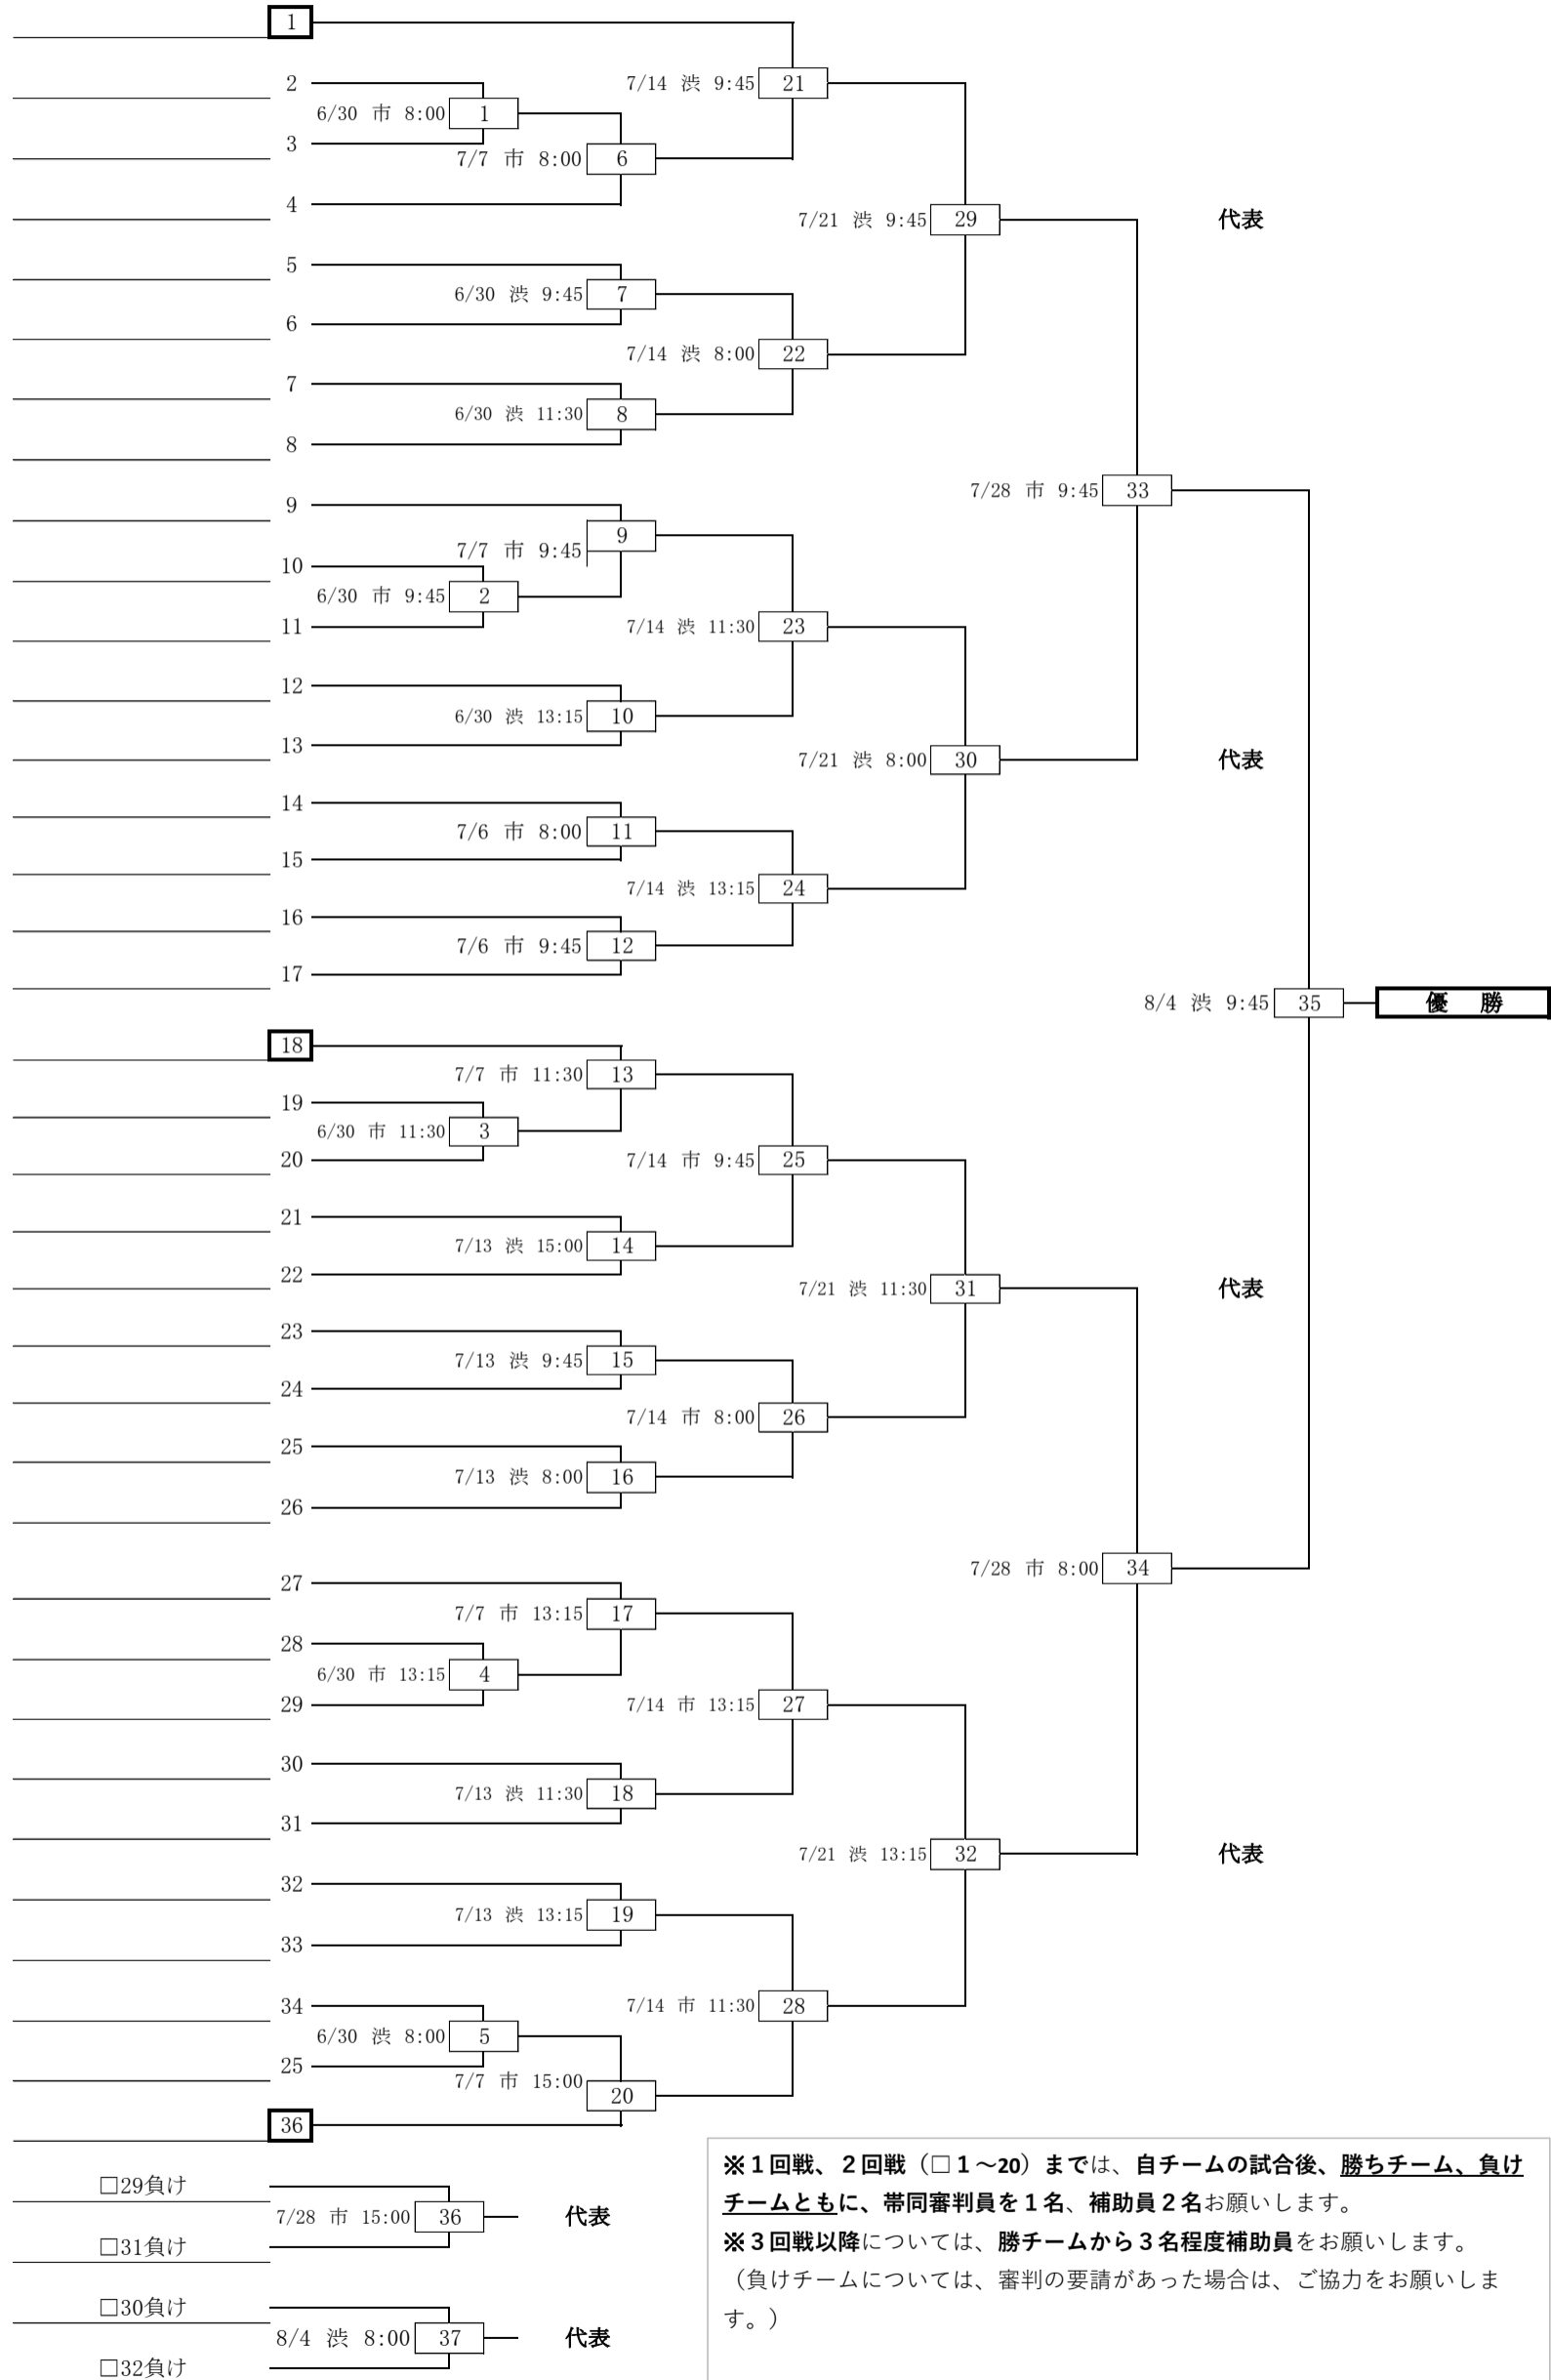 1
2
7/14 渋 9:45 21
6/30 市 8:00 1
3
7/7 市 8:00 6
4
7/21 渋 9:45 29 代表
5
6/30 渋 9:45 7
6
7/14 渋 8:00 22
7
6/30 渋 11:30 8
8
7/28 市 9:45 33
9
9
7/7 市 9:45
10
6/30 市 9:45 2
11
7/14 渋 11:30 23
12
6/30 渋 13:15 10
13
7/21 渋 8:00 30 代表
14
7/6 市 8:00 11
15
7/14 渋 13:15 24
16
7/6 市 9:45 12
17
8/4 渋 9:45 35 優 勝
18
7/7 市 11:30 13
19
6/30 市 11:30 3
20
7/14 市 9:45 25
21
7/13 渋 15:00 14
22
7/21 渋 11:30 31 代表
23
7/13 渋 9:45 15
24
7/14 市 8:00 26
25
7/13 渋 8:00 16
26
7/28 市 8:00 34
27
7/7 市 13:15 17
28
6/30 市 13:15 4
29
7/14 市 13:15 27
30
7/13 渋 11:30 18
31
7/21 渋 13:15 32 代表
32
7/13 渋 13:15 19
33
34
7/14 市 11:30 28
6/30 渋 8:00 5
25
7/7 市 15:00
20
36
□29負け
7/28 市 15:00 36 代表
□31負け
□30負け
8/4 渋 8:00 37 代表
□32負け
※１回戦、２回戦（□１～20）までは、自チームの試合後、勝ちチーム、負け
チームともに、帯同審判員を１名、補助員２名お願いします。
※３回戦以降については、勝チームから３名程度補助員をお願いします。
（負けチームについては、審判の要請があった場合は、ご協力をお願いしま
す。）